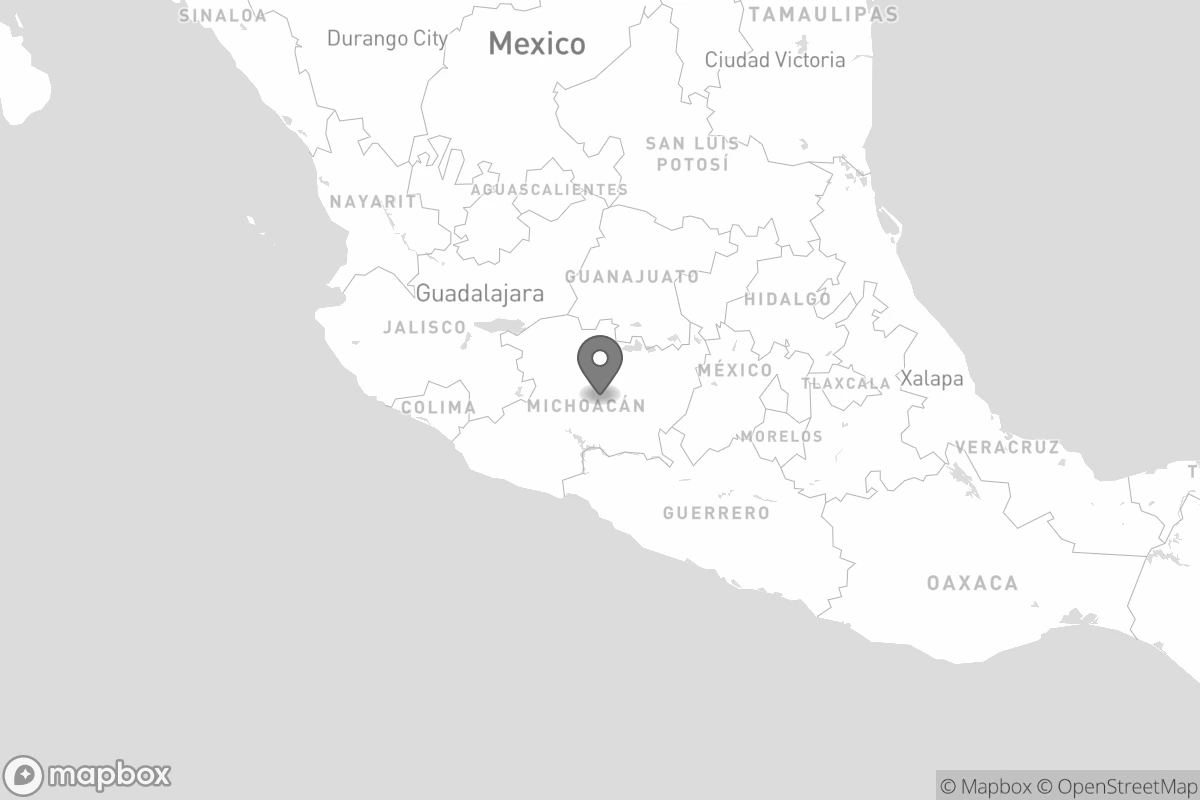 SINALOA
TAMAULIPAS
Durango City
Mexico
Ciudad Victoria
SAN LUIS
POTOSÍ
AGUASCALIENTES
NAYARIT
GUANAJUATO
Guadalajara
HIDALGO
JALISCO
MÉXICO
TLAXCALA
Xalapa
COLIMA
MICHOACÁN
MORELOS
VERACRUZ
T
GUERRERO
OAXACA
mapbox
© Mapbox © OpenStreetMap